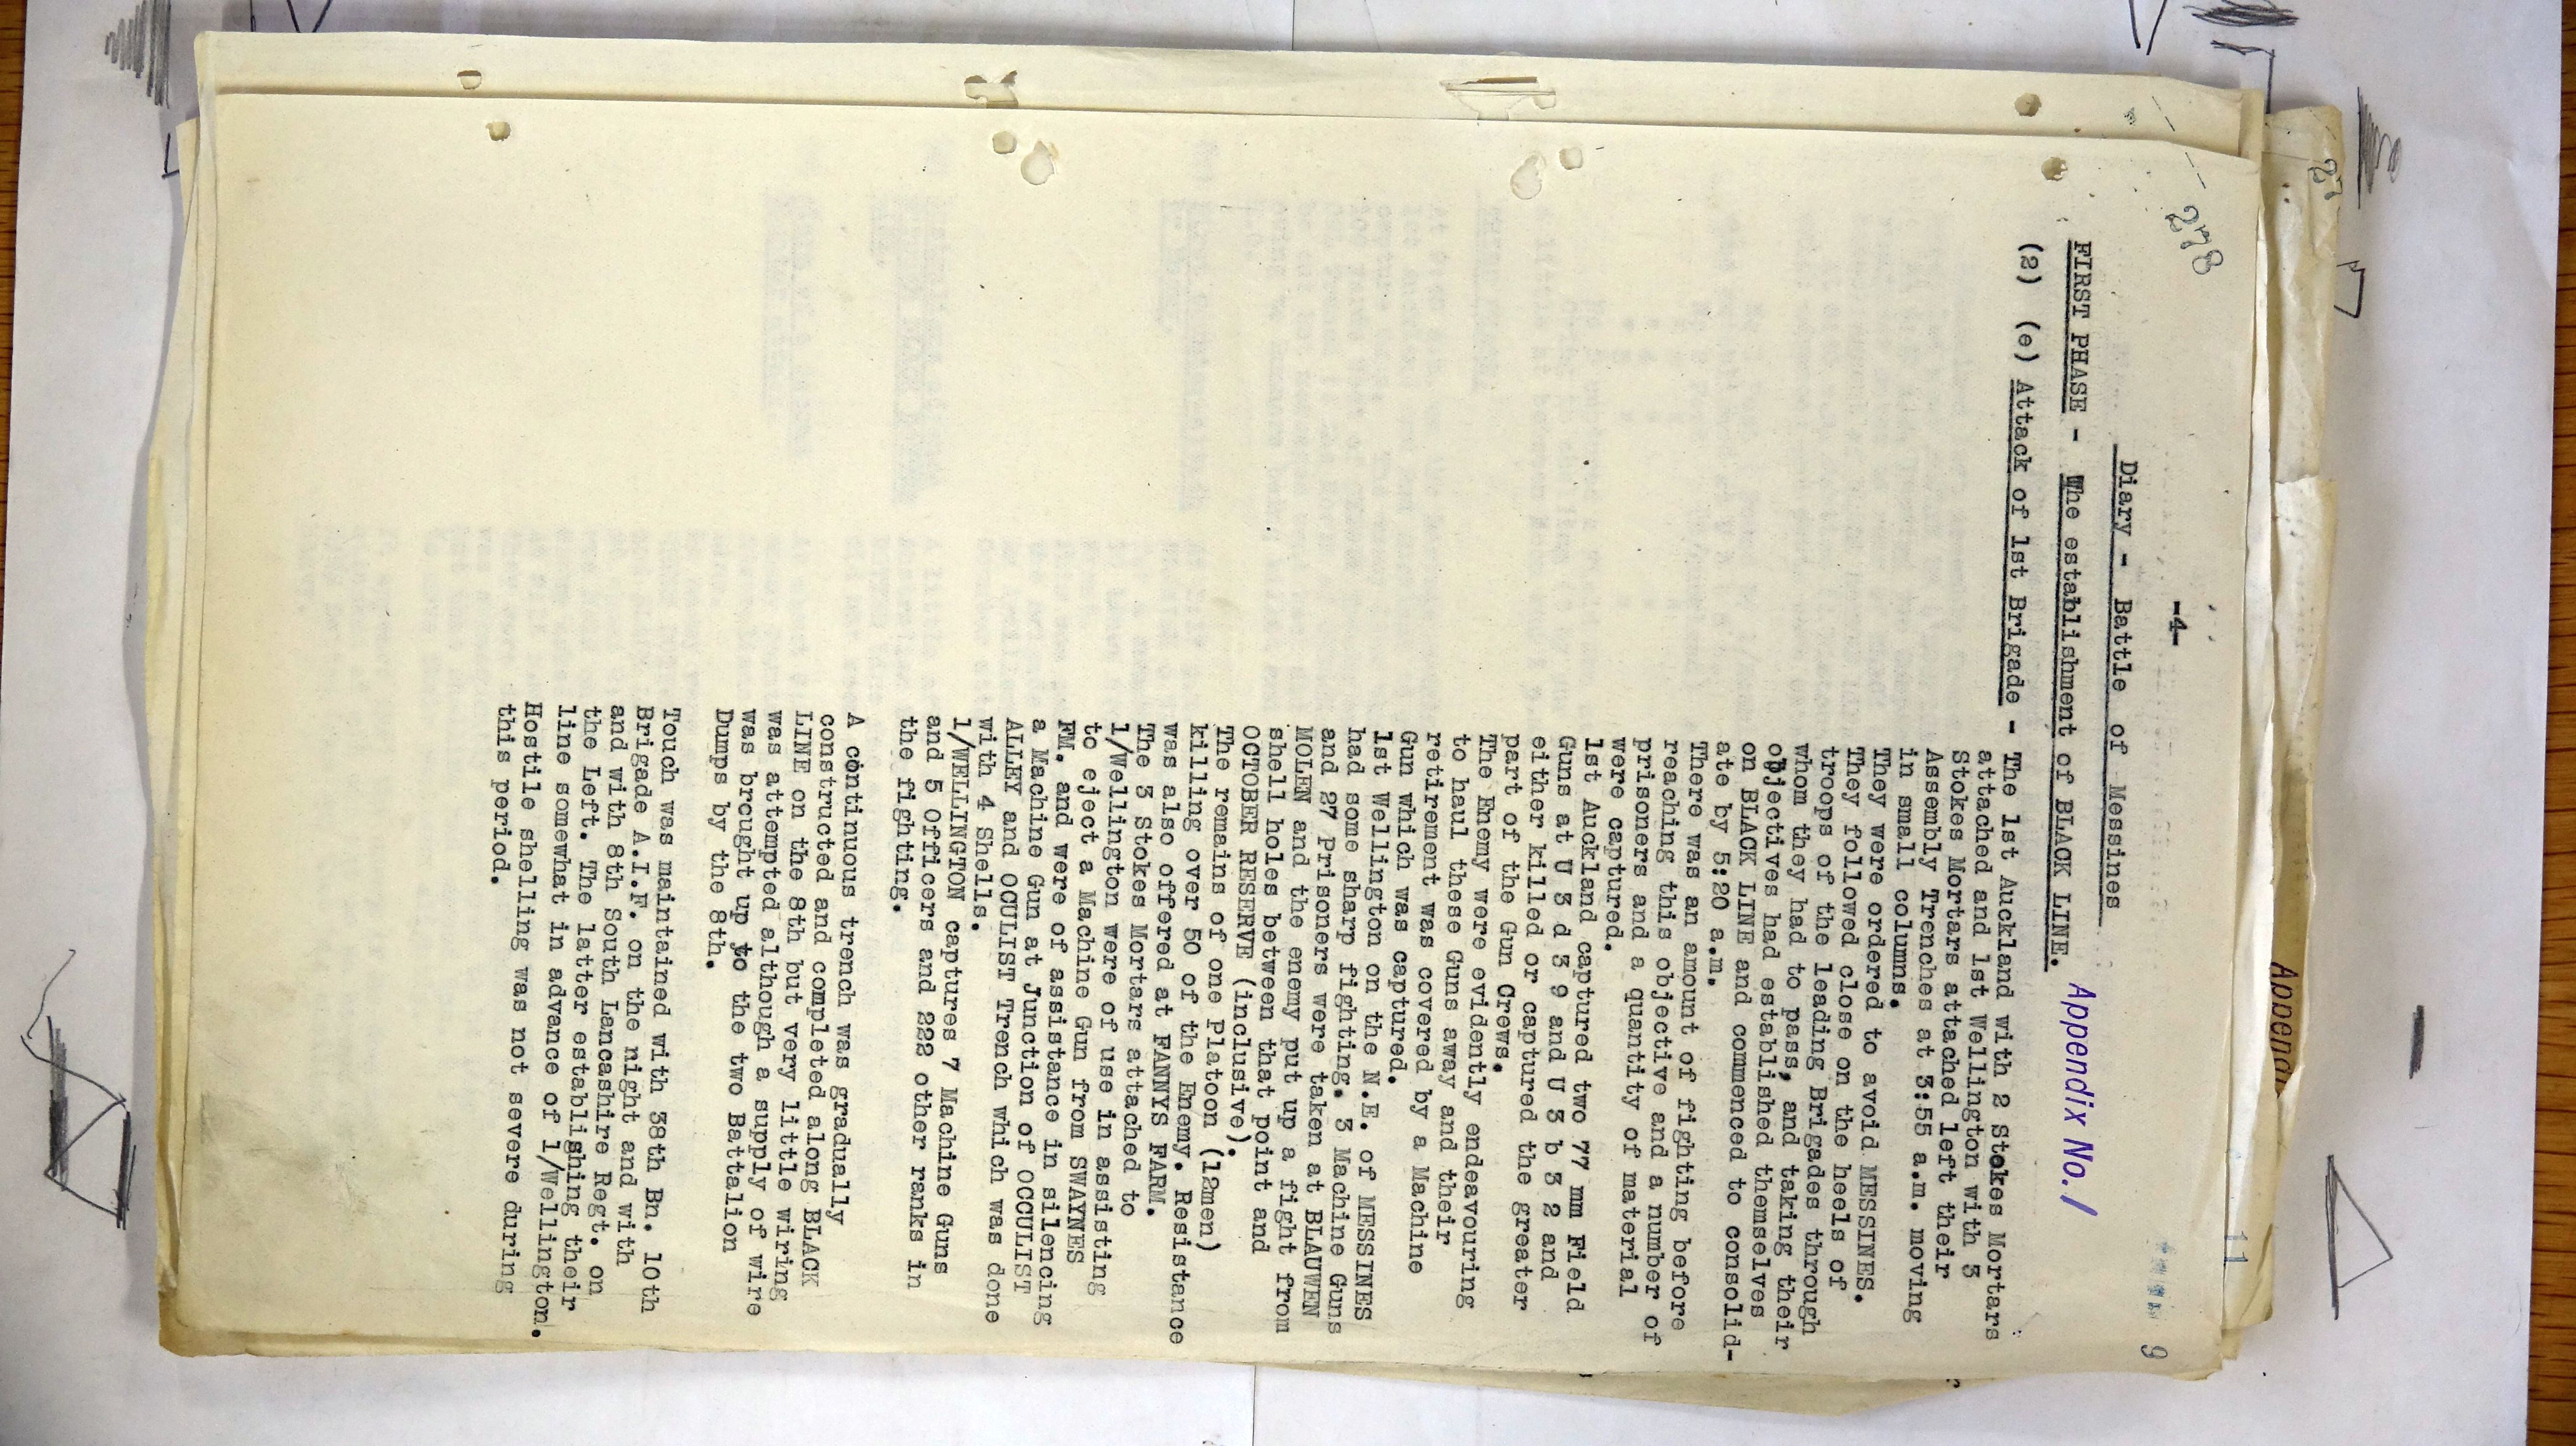 -4-
278
11
9
Diary - Battle of Messines
Appendix No. 1
FIRST PHASE - The establishment of BLACK LINE.
(2) (e) Attack of 1st Brigade - The 1st Auckland with 2 Stokes Mortars
attached and 1st Wellington with 3
Stokes Mortars attached left their
Assembly Trenches at 3:55 a.m. moving
in small columns.
They were ordered to avoid MESSINES.
They followed close on the heels of
troops of the leading Brigades through
whom they had to pass, and taking their
objectives had established themselves
on BLACK LINE and commenced to consolid-
ate by 5:20 a.m.
There was an amount of fighting before
reaching this objective and a number of
prisoners and a quantity of material
were captured.
1st Auckland captured two 77 mm Field
Guns at U 3 d 3 9 and U 3 b 3 2 and
either killed or captured the greater
part of the Gun Crews.
The Enemy were evidently endeavouring
to haul these Guns away and their
retirement was covered by a Machine
Gun which was captured.
1st Wellington on the N.E. of MESSINES
had some sharp fighting. 3 Machine Guns
and 27 Prisoners were taken at BLAUWEN
MOLEN and the enemy put up a fight from
shell holes between that point and
OCTOBER RESERVE (inclusive).
The remains of one Platoon (12men)
killing over 50 of the Enemy. Resistance
was also offered at FANNYS FARM.
The 3 Stokes Mortars attached to
1/Wellington were of use in assisting
to eject a Machine Gun from SWAYNES
FM. and were of assistance in silencing
a Machine Gun at Junction of OCCULIST
ALLEY and OCULIST Trench which was done
with 4 Shells.
1/WELLINGTON captures 7 Machine Guns
and 5 Officers and 222 other ranks in
the fighting.
A continuous trench was gradually
constructed and completed along BLACK
LINE on the 8th but very little wiring
was attempted although a supply of wire
was brought up to the two Battalion
Dumps by the 8th.
Touch was maintained with 38th Bn. 10th
Brigade A.I.F. on the night and with
and with 8th South Lancashire Regt. on
the Left. The latter establishing their
line somewhat in advance of 1/Wellington.
Hostile shelling was not severe during
this period.